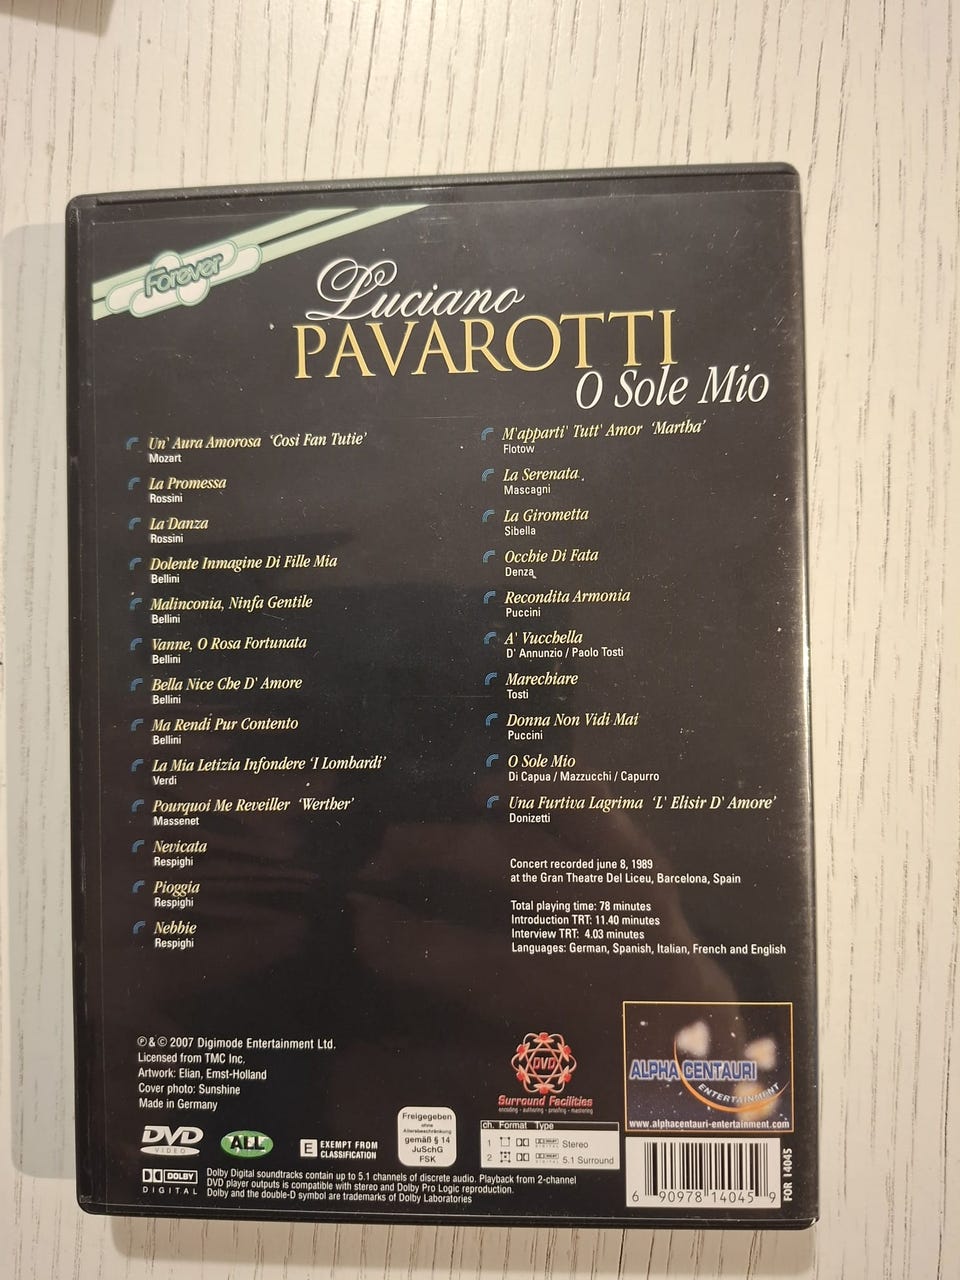 Forever
Luciano
PAVAROTTI
O Sole Mio
Un' Aura Amorosa 'Cosi Fan Tutie'
Mozart
La Promessa
Rossini
La Danza
Rossini
Dolente Inmagine Di Fille Mia
Bellini
Malinconia, Ninfa Gentile
Bellini
Vanne, O Rosa Fortunata
Bellini
Bella Nice Che D' Amore
Bellini
Ma Rendi Pur Contento
Bellini
La Mia Letizia Infondere 'I Lombardi'
Verdi
Pourquoi Me Reveiller 'Werther'
Massenet
Nevicata
Respighi
Pioggia
Respighi
Nebbie
Respighi
M'apparti' Tutt' Amor 'Martha'
Flotow
La Serenata
Mascagni
La Girometta
Sibella
Occhie Di Fata
Denza
Recondita Armonia
Puccini
A' Vucchella
D' Annunzio / Paolo Tosti
Marechiare
Tosti
Donna Non Vidi Mai
Puccini
O Sole Mio
Di Capua / Mazzucchi / Capurro
Una Furtiva Lagrima 'L' Elisir D' Amore'
Donizetti
Concert recorded june 8, 1989
at the Gran Theatre Del Liceu, Barcelona, Spain
Total playing time: 78 minutes
Introduction TRT: 11.40 minutes
Interview TRT: 4.03 minutes
Languages: German, Spanish, Italian, French and English
℗ & © 2007 Digimode Entertainment Ltd.
Licensed from TMC Inc.
Artwork: Elian, Emst-Holland
Cover photo: Sunshine
Made in Germany
DVD
Surround Facilities
encoding - authoring - proofing - mastering
ALPHA CENTAURI
ENTERTAINMENT
www.alphacentauri-entertainment.com
DVD
VIDEO
ALL
E EXEMPT FROM
CLASSIFICATION
Freigegeben
ohne
Altersbeschränkung
gemäß § 14
JuSchG
FSK
ch. Format Type
1 DOLBY DIGITAL Stereo
2 DOLBY DIGITAL 5.1 Surround
DOLBY
DIGITAL
Dolby Digital soundtracks contain up to 5.1 channels of discrete audio. Playback from 2-channel
DVD player outputs is compatible with stereo and Dolby Pro Logic reproduction.
Dolby and the double-D symbol are trademarks of Dolby Laboratories
6 90978 14045 9
FOR 14045